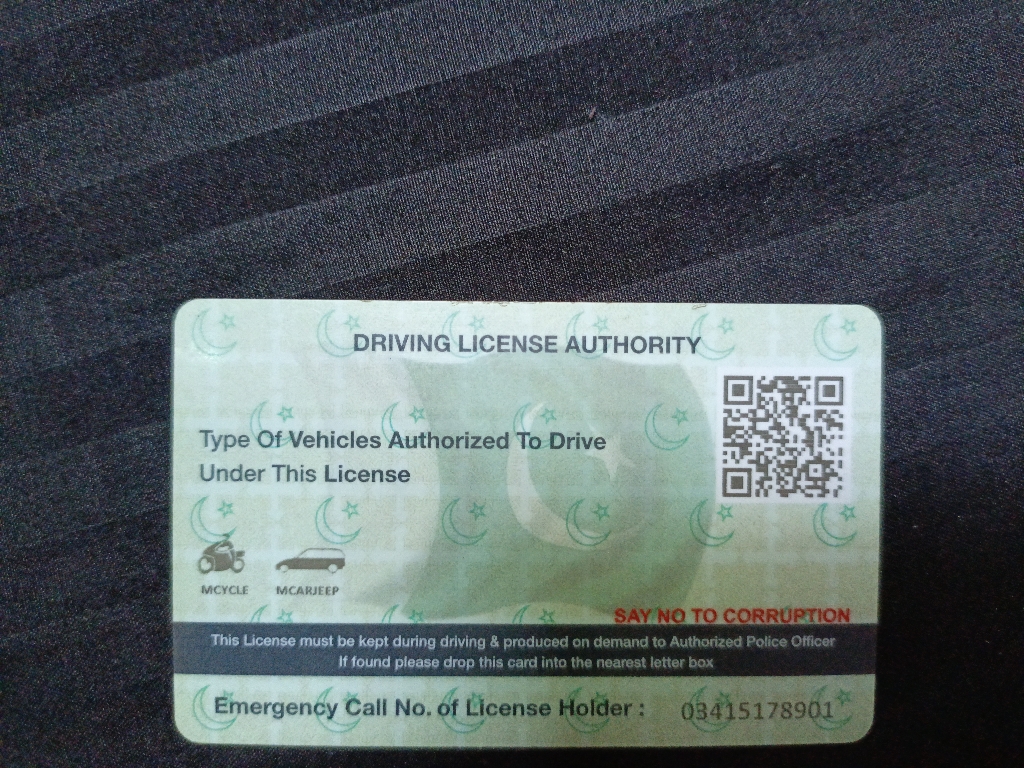 DRIVING LICENSE AUTHORITY
Type Of Vehicles Authorized To Drive
Under This License
MCYCLE MCARJEEP
SAY NO TO CORRUPTION
This License must be kept during driving & produced on demand to Authorized Police Officer
If found please drop this card into the nearest letter box
Emergency Call No. of License Holder : 03415178901